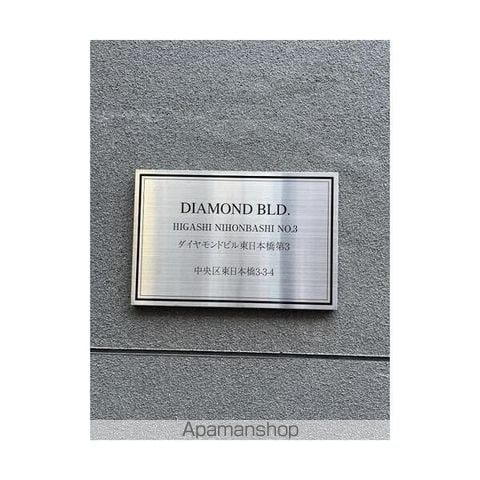 DIAMOND BLD.
HIGASHI NIHONBASHI NO.3
ダイヤモンドビル東日本橋第3
中央区東日本橋3-3-4
Apamanshop